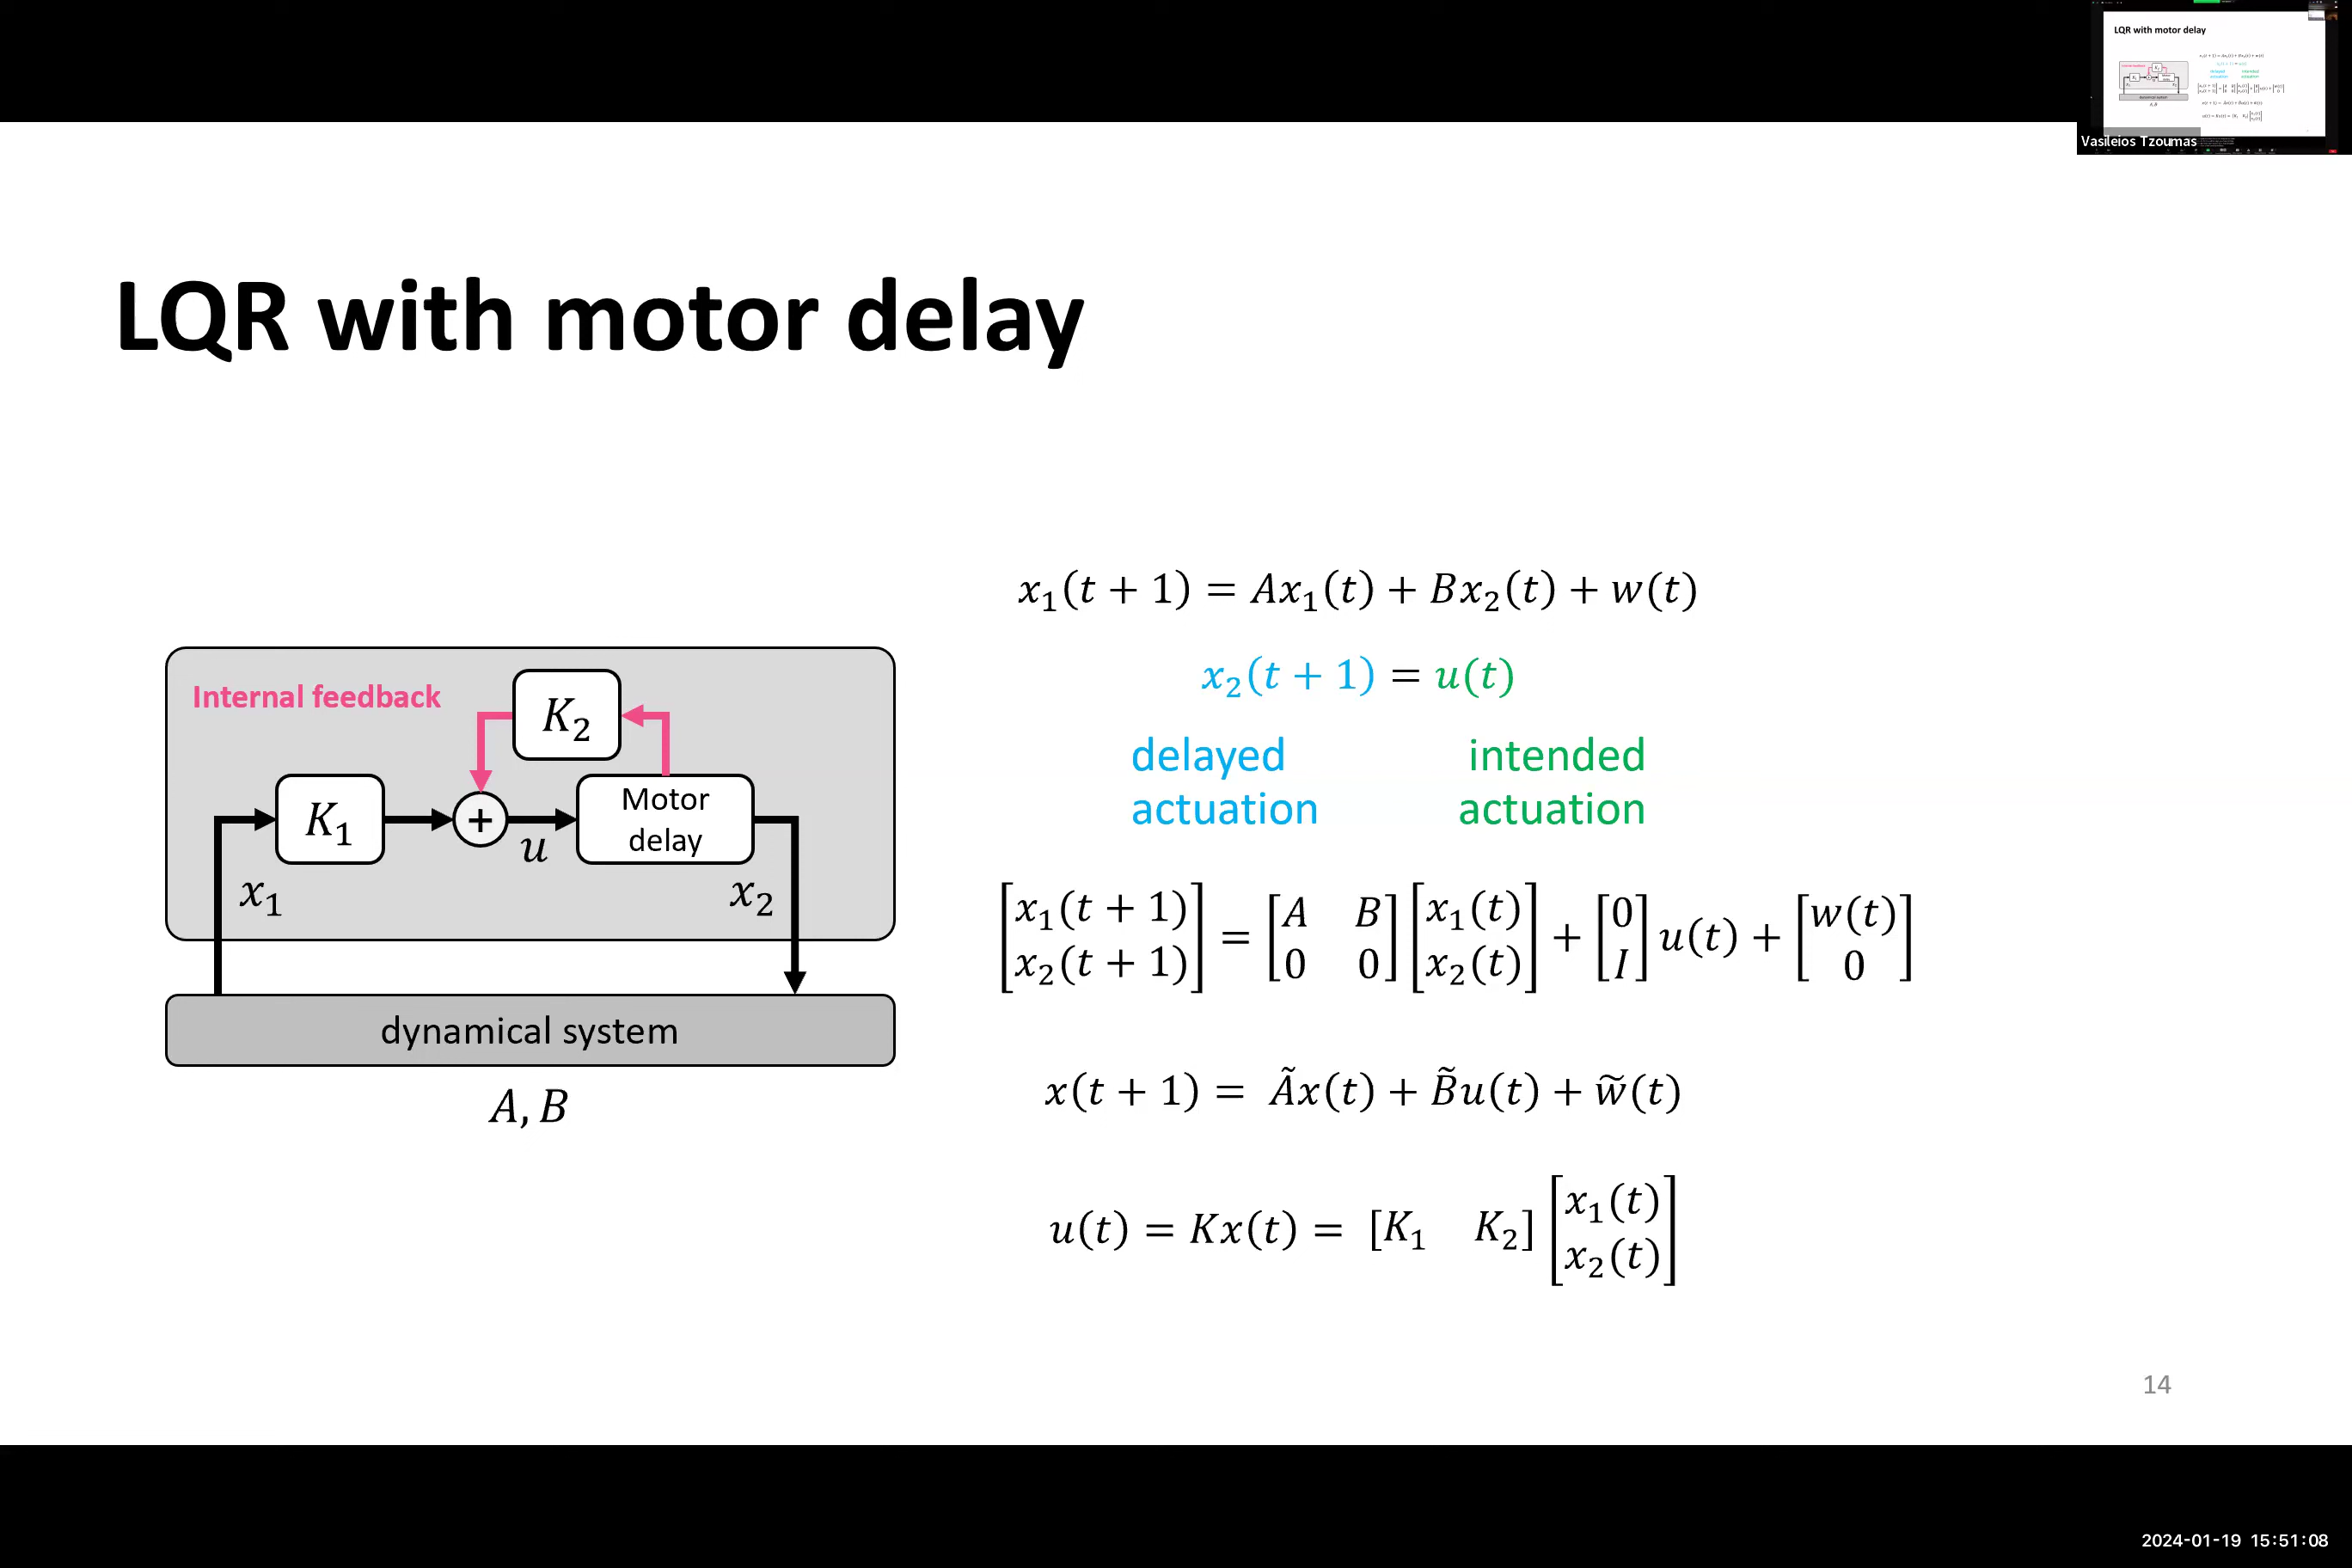 LQR with motor delay
Vasileios Tzoumas
LQR with motor delay
Internal feedback
K₂
K₁
+
u
Motor
delay
x₁
x₂
dynamical system
A, B
x₁(t + 1) = Ax₁(t) + Bx₂(t) + w(t)
x₂(t + 1) = u(t)
delayed intended
actuation actuation
[x₁(t + 1) x₂(t + 1)] = [A B 0 0] [x₁(t) x₂(t)] + [0 I] u(t) + [w(t) 0]
x(t + 1) = Ãx(t) + B̃u(t) + w̃(t)
u(t) = Kx(t) = [K₁ K₂] [x₁(t) x₂(t)]
14
2024-01-19 15:51:08